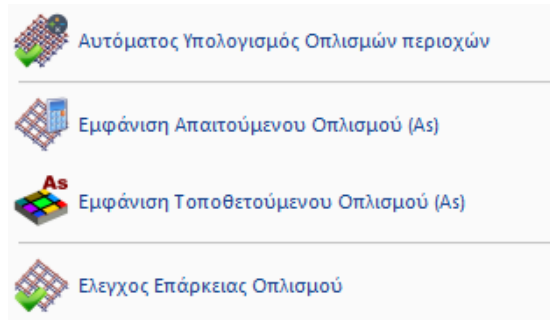 Αυτόματος Υπολογισμός Οπλισμών περιοχών
Εμφάνιση Απαιτούμενου Οπλισμού (As)
As
Εμφάνιση Τοποθετούμενου Οπλισμού (As)
Ελεγχος Επάρκειας Οπλισμού